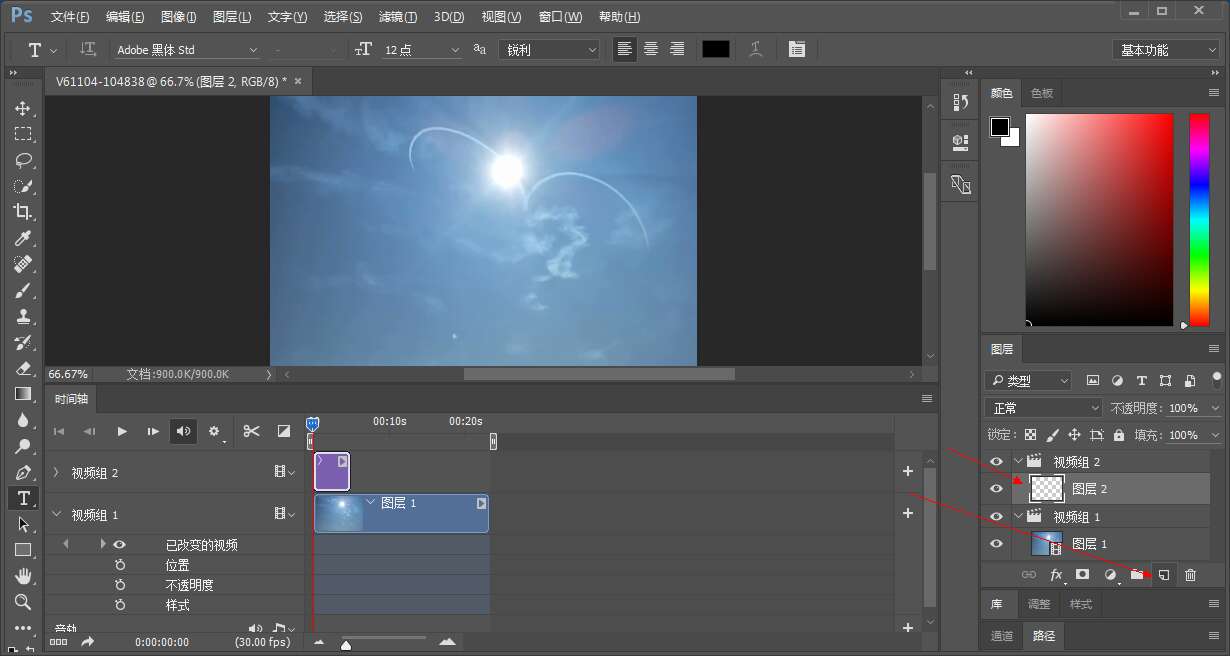 Ps 文件(F) 编辑(E) 图像(I) 图层(L) 文字(Y) 选择(S) 滤镜(T) 3D(D) 视图(V) 窗口(W) 帮助(H)
T Adobe 黑体 Std - 12 点 aa 锐利 基本功能
V61104-104838 @ 66.7% (图层 2, RGB/8) * ×
颜色 色板
66.67% 文档:900.0K/900.0K
图层
类型
正常 不透明度: 100%
锁定: 填充: 100%
视频组 2
图层 2
视频组 1
图层 1
fx
库 调整 样式
通道 路径
时间轴
00:10s 00:20s
视频组 2
视频组 1 图层 1
已改变的视频
位置
不透明度
样式
音轨
0:00:00:00 (30.00 fps)